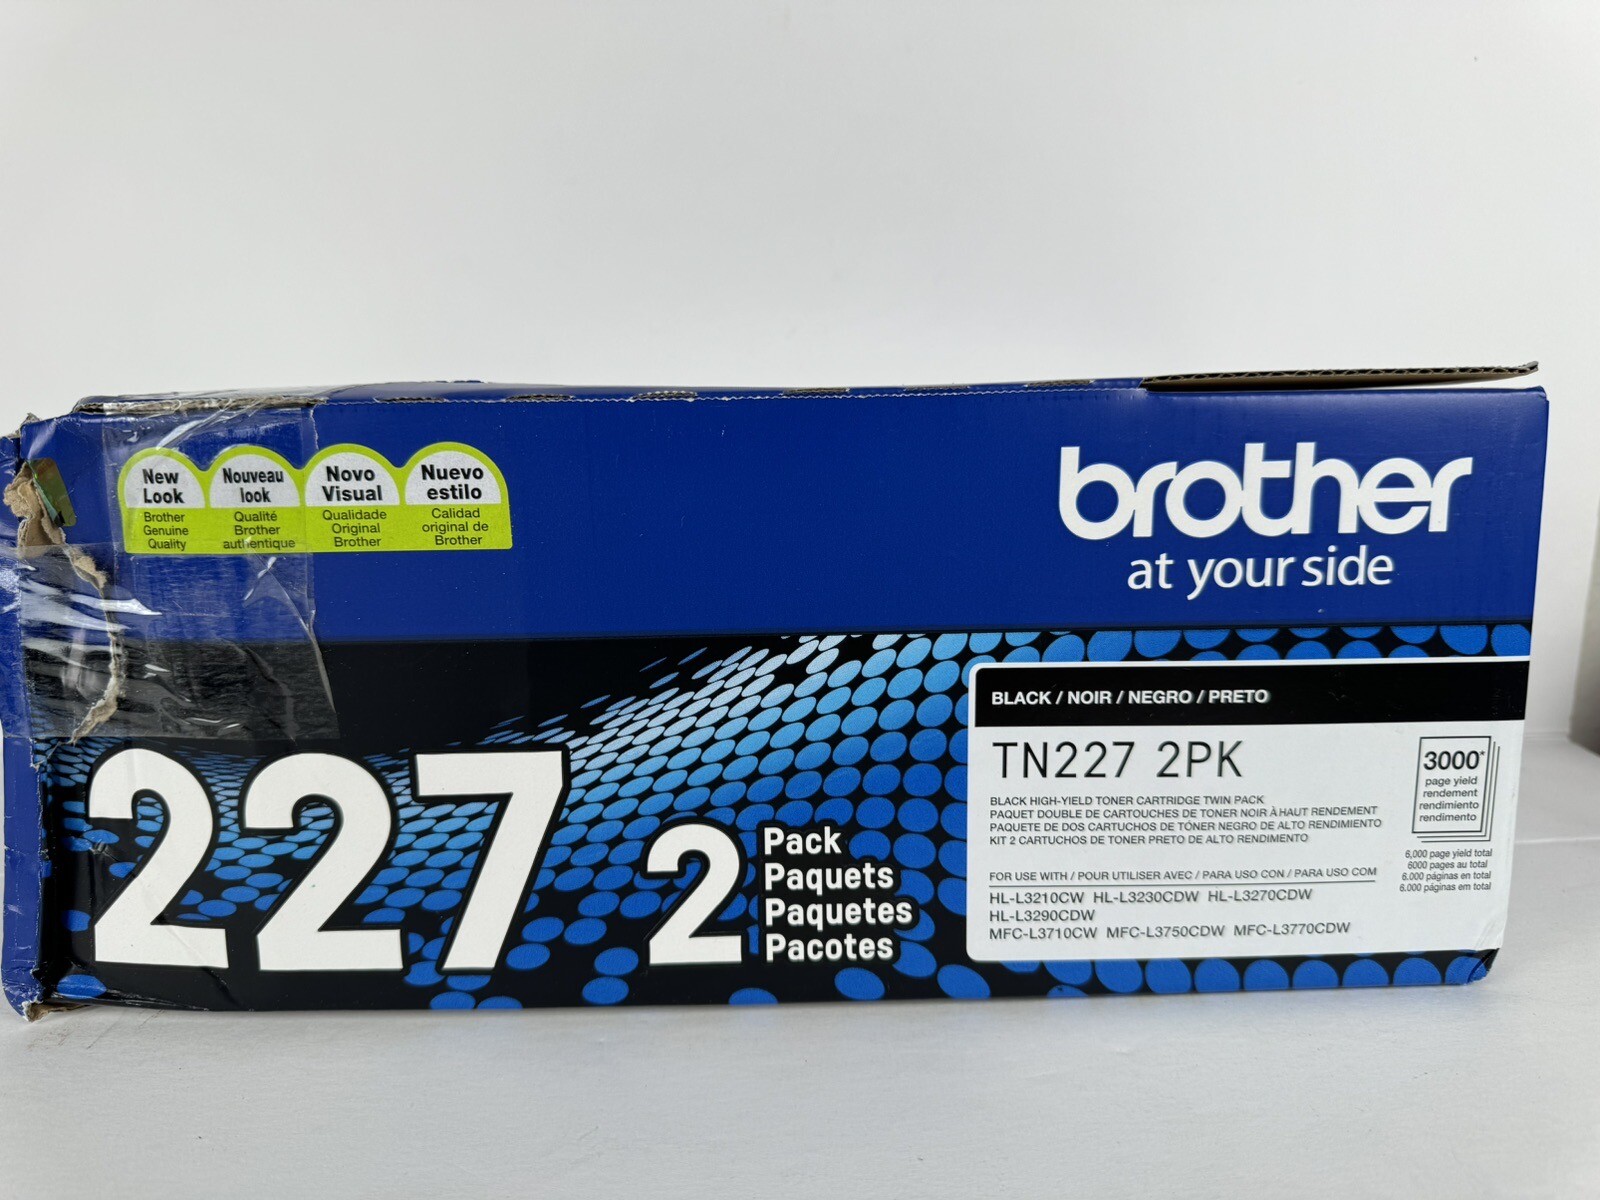 New Look
Brother Genuine Quality
Nouveau look
Qualité Brother authentique
Novo Visual
Qualidade Original Brother
Nuevo estilo
Calidad original de Brother
brother
at your side
227
2
Pack
Paquets
Paquetes
Pacotes
BLACK / NOIR / NEGRO / PRETO
TN227 2PK
BLACK HIGH-YIELD TONER CARTRIDGE TWIN PACK
PAQUET DOUBLE DE CARTOUCHES DE TONER NOIR À HAUT RENDEMENT
PAQUETE DE DOS CARTUCHOS DE TÓNER NEGRO DE ALTO RENDIMIENTO
KIT 2 CARTUCHOS DE TONER PRETO DE ALTO RENDIMENTO
FOR USE WITH / POUR UTILISER AVEC / PARA USO CON / PARA USO COM
HL-L3210CW HL-L3230CDW HL-L3270CDW
HL-L3290CDW
MFC-L3710CW MFC-L3750CDW MFC-L3770CDW
3000*
page yield
rendement
rendimiento
rendimento
6,000 page yield total
6000 pages au total
6.000 páginas en total
6.000 páginas em total